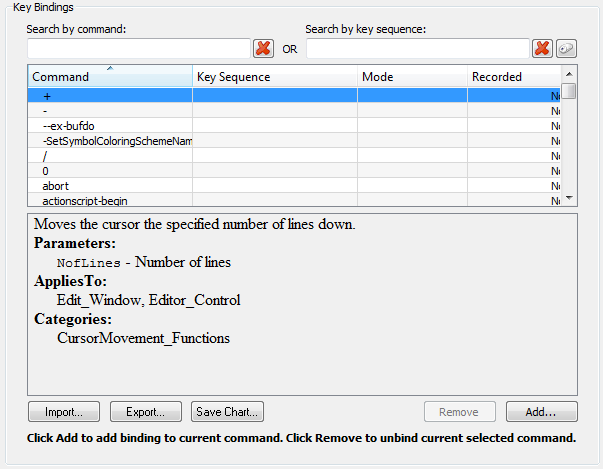 Key Bindings
Search by command: Search by key sequence:
OR
Command Key Sequence Mode Recorded
+ No
- No
--ex-bufdo No
-SetSymbolColoringSchemeNam No
/ No
0 No
abort No
actionscript-begin No
Moves the cursor the specified number of lines down.
Parameters:
NofLines - Number of lines
AppliesTo:
Edit_Window, Editor_Control
Categories:
CursorMovement_Functions
Import... Export... Save Chart... Remove Add...
Click Add to add binding to current command. Click Remove to unbind current selected command.